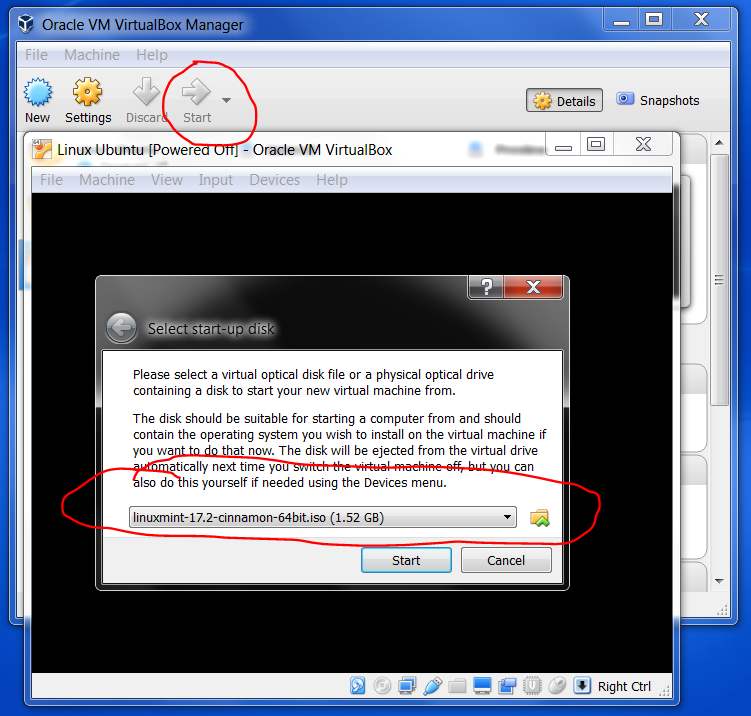 Oracle VM VirtualBox Manager
File Machine Help
New Settings Discard Start Details Snapshots
Linux Ubuntu [Powered Off] - Oracle VM VirtualBox
File Machine View Input Devices Help
Select start-up disk
Please select a virtual optical disk file or a physical optical drive
containing a disk to start your new virtual machine from.
The disk should be suitable for starting a computer from and should
contain the operating system you wish to install on the virtual machine if
you want to do that now. The disk will be ejected from the virtual drive
automatically next time you switch the virtual machine off, but you can
also do this yourself if needed using the Devices menu.
linuxmint-17.2-cinnamon-64bit.iso (1.52 GB)
Start Cancel
Right Ctrl